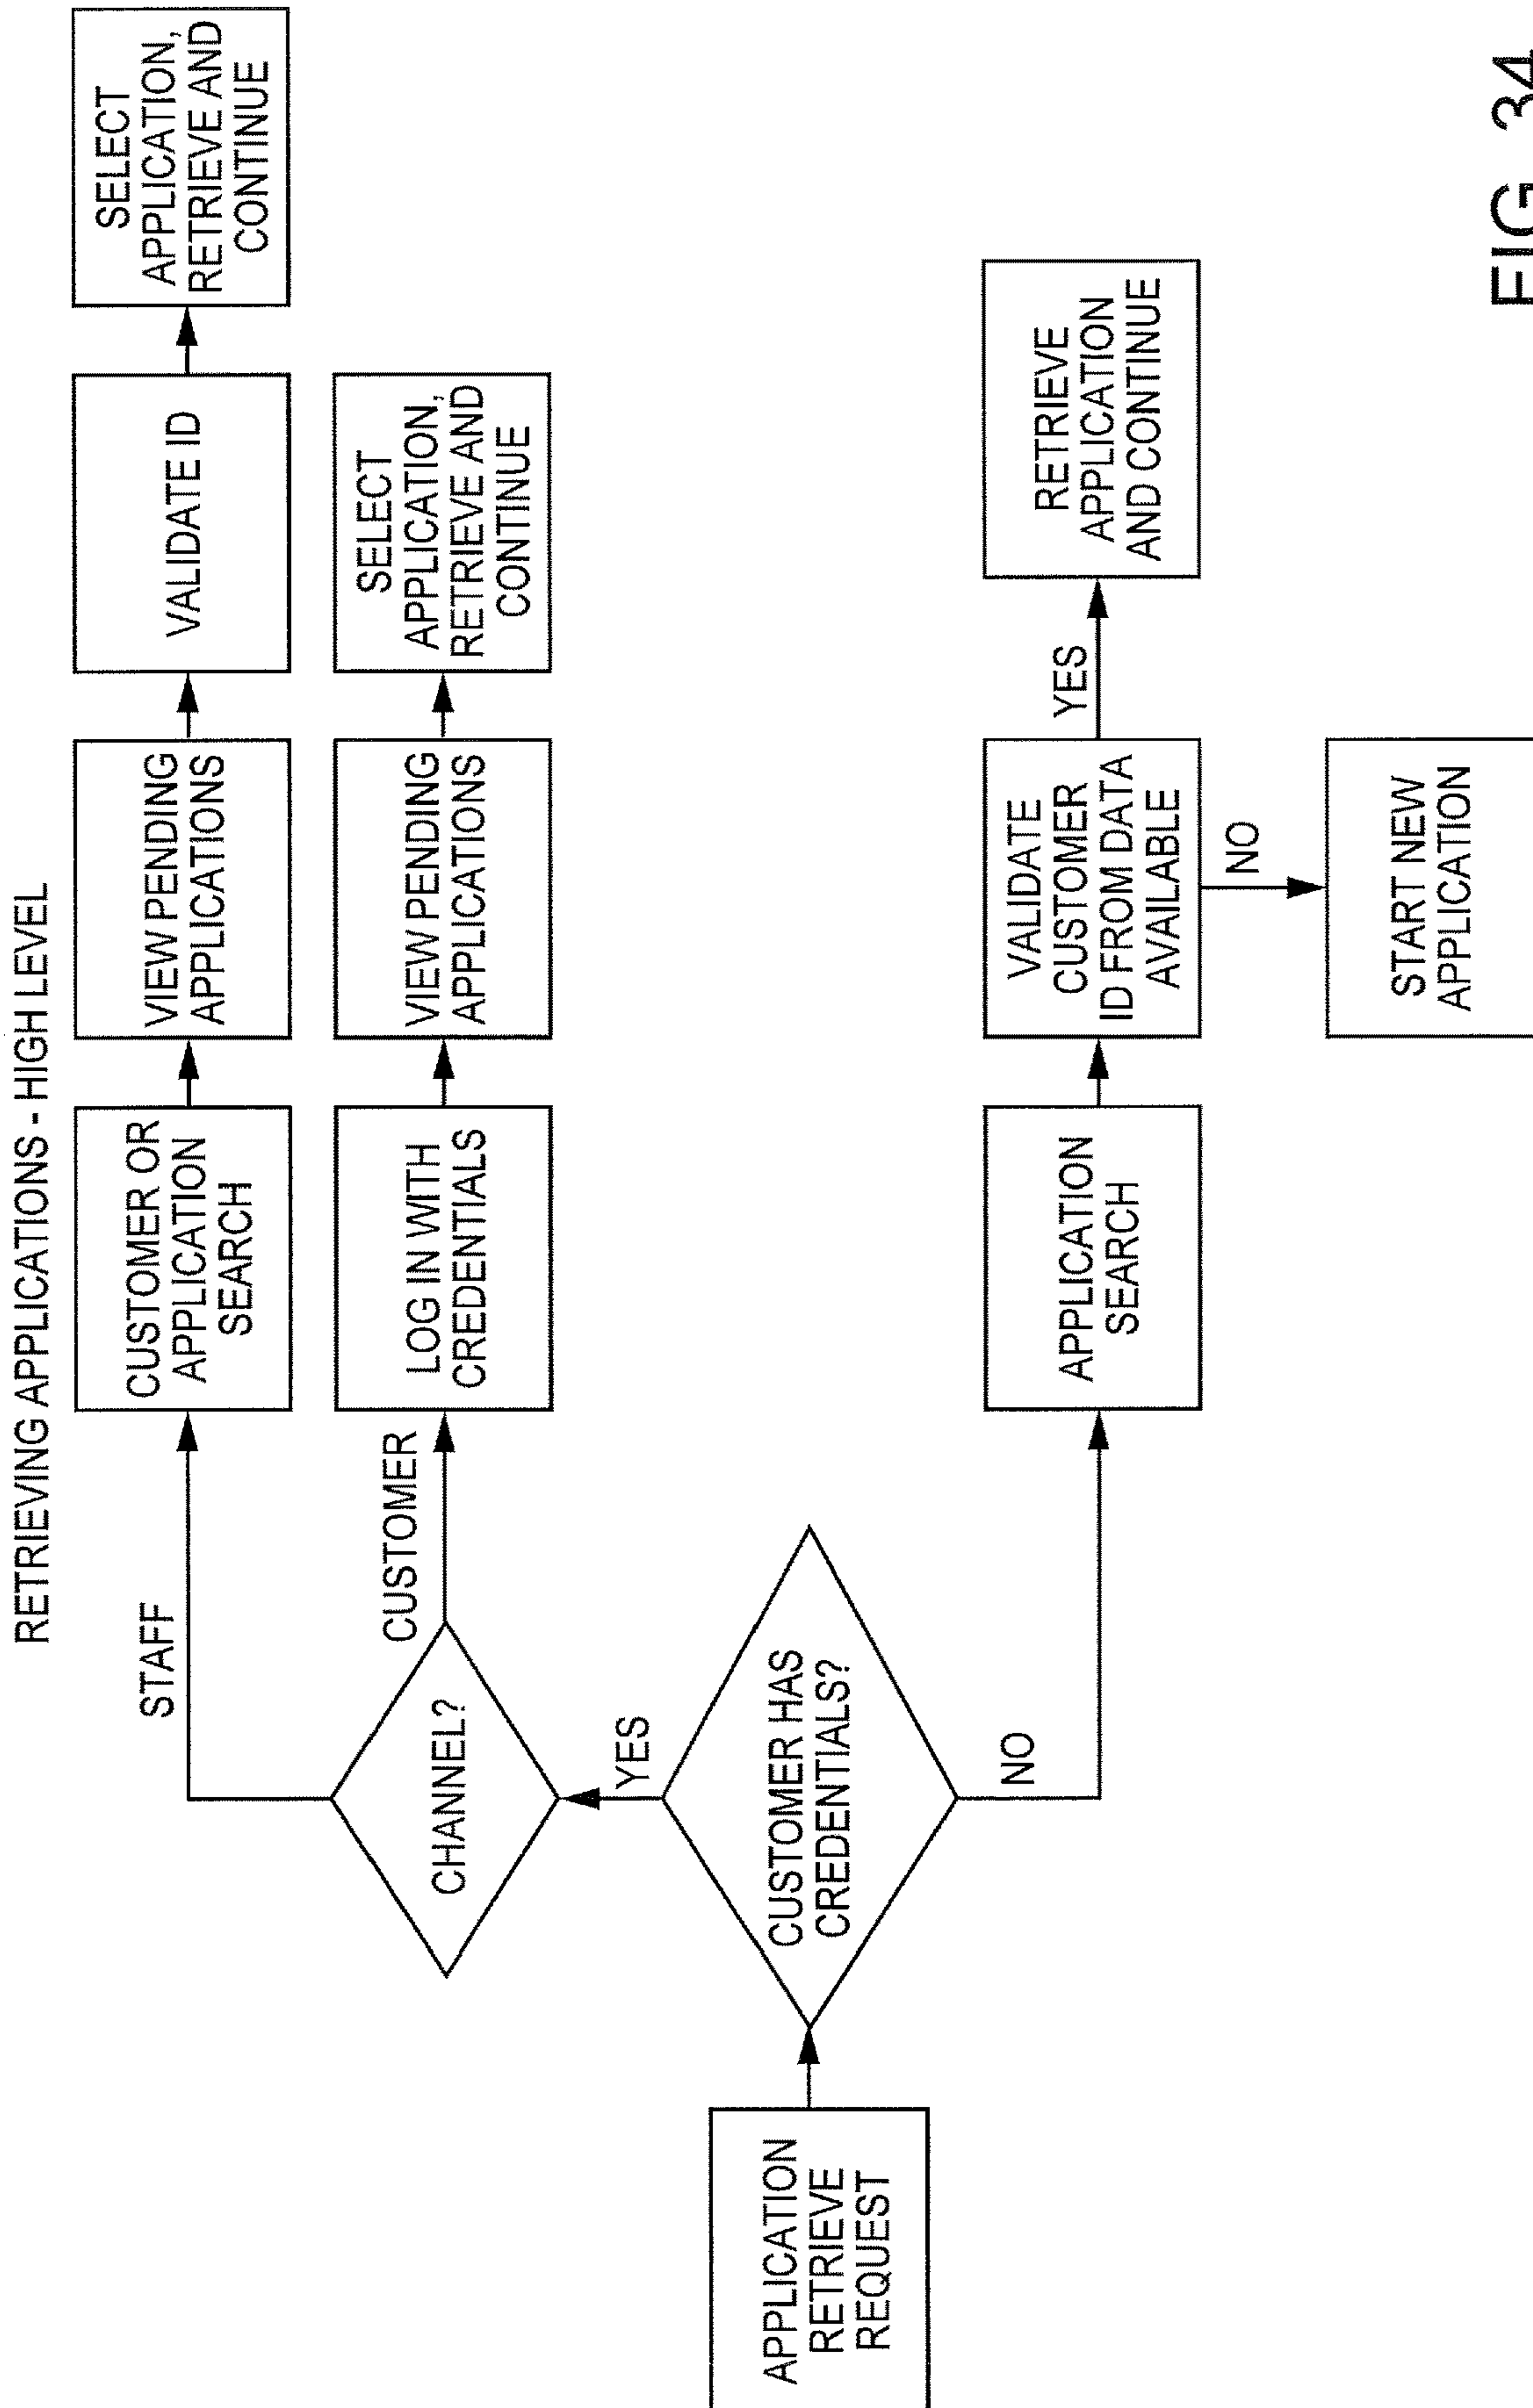 RETRIEVING APPLICATIONS - HIGH LEVEL
APPLICATION
RETRIEVE
REQUEST
CUSTOMER HAS
CREDENTIALS?
YES
NO
CHANNEL?
STAFF
CUSTOMER
CUSTOMER OR
APPLICATION
SEARCH
VIEW PENDING
APPLICATIONS
VALIDATE ID
SELECT
APPLICATION,
RETRIEVE AND
CONTINUE
LOG IN WITH
CREDENTIALS
VIEW PENDING
APPLICATIONS
SELECT
APPLICATION,
RETRIEVE AND
CONTINUE
APPLICATION
SEARCH
VALIDATE
CUSTOMER
ID FROM DATA
AVAILABLE
YES
NO
RETRIEVE
APPLICATION
AND CONTINUE
START NEW
APPLICATION
FIG. 34